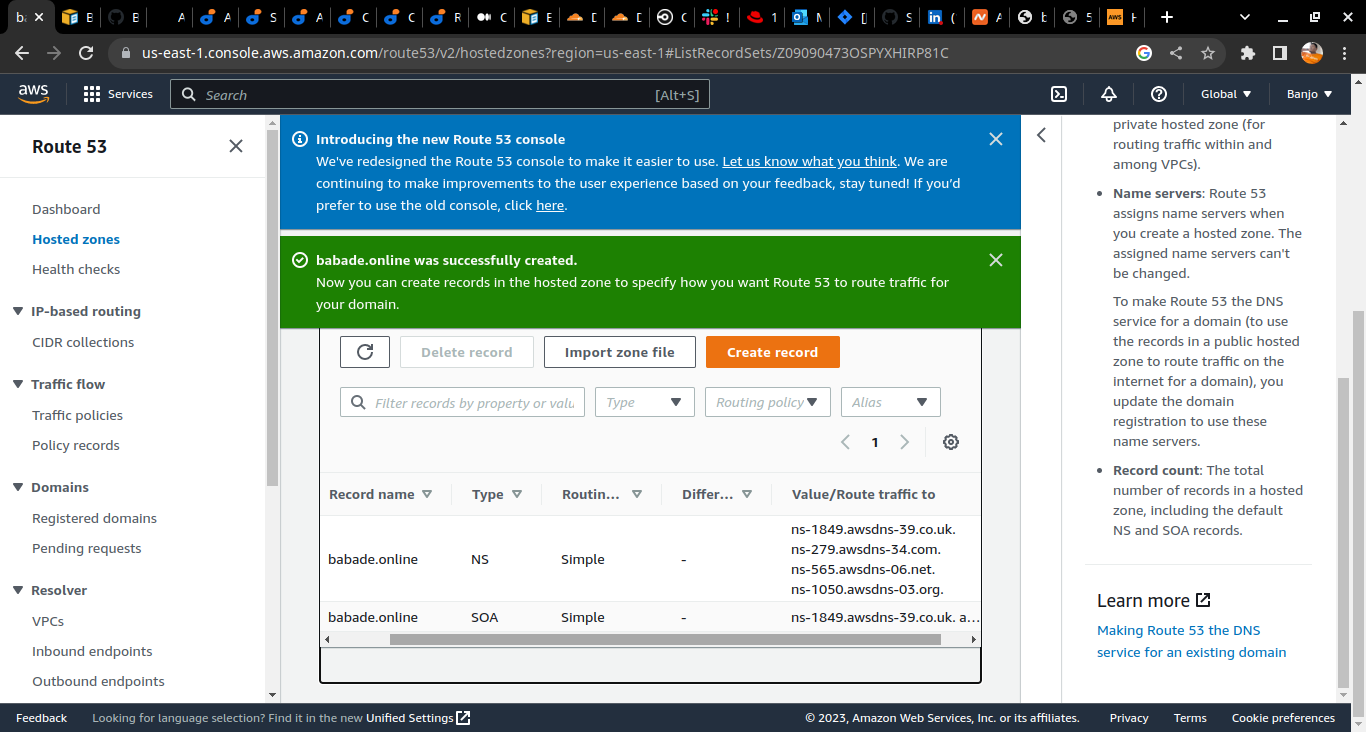 ba
B
B
A
A
S
A
C
C
R
C
C
E
D
D
C
!
1
M
[
S
(
A
b
5
H
us-east-1.console.aws.amazon.com/route53/v2/hostedzones?region=us-east-1#ListRecordSets/Z09090473OSPYXHIRP81C
aws
Services
Search
[Alt+S]
Global
Banjo
Route 53
Dashboard
Hosted zones
Health checks
IP-based routing
CIDR collections
Traffic flow
Traffic policies
Policy records
Domains
Registered domains
Pending requests
Resolver
VPCs
Inbound endpoints
Outbound endpoints
Introducing the new Route 53 console
We've redesigned the Route 53 console to make it easier to use. Let us know what you think. We are
continuing to make improvements to the user experience based on your feedback, stay tuned! If you'd
prefer to use the old console, click here.
babade.online was successfully created.
Now you can create records in the hosted zone to specify how you want Route 53 to route traffic for
your domain.
Delete record
Import zone file
Create record
Filter records by property or valu
Type
Routing policy
Alias
1
Record name
Type
Routin...
Differ...
Value/Route traffic to
babade.online
NS
Simple
-
ns-1849.awsdns-39.co.uk.
ns-279.awsdns-34.com.
ns-565.awsdns-06.net.
ns-1050.awsdns-03.org.
babade.online
SOA
Simple
-
ns-1849.awsdns-39.co.uk. a...
private hosted zone (for
routing traffic within and
among VPCs).
Name servers: Route 53
assigns name servers when
you create a hosted zone. The
assigned name servers can't
be changed.
To make Route 53 the DNS
service for a domain (to use
the records in a public hosted
zone to route traffic on the
internet for a domain), you
update the domain
registration to use these
name servers.
Record count: The total
number of records in a hosted
zone, including the default
NS and SOA records.
Learn more
Making Route 53 the DNS
service for an existing domain
Feedback
Looking for language selection? Find it in the new Unified Settings
© 2023, Amazon Web Services, Inc. or its affiliates.
Privacy
Terms
Cookie preferences